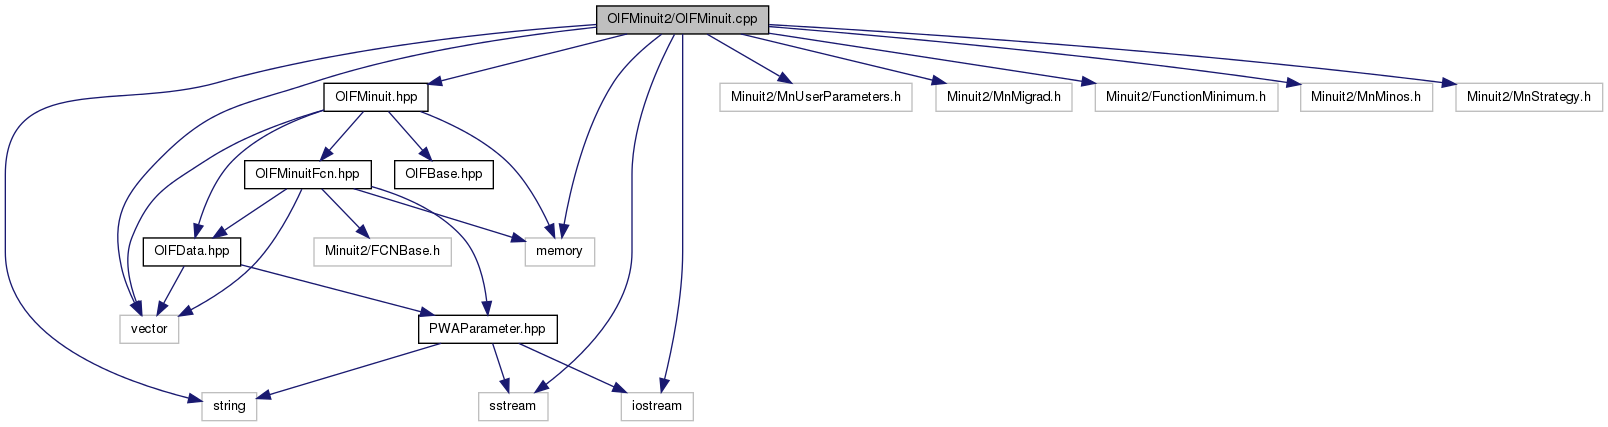 OIFMinuit2/OIFMinuit.cpp
OIFMinuit.hpp
Minuit2/MnUserParameters.h
Minuit2/MnMigrad.h
Minuit2/FunctionMinimum.h
Minuit2/MnMinos.h
Minuit2/MnStrategy.h
OIFMinuitFcn.hpp
OIFBase.hpp
OIFData.hpp
Minuit2/FCNBase.h
memory
vector
PWAParameter.hpp
string
sstream
iostream